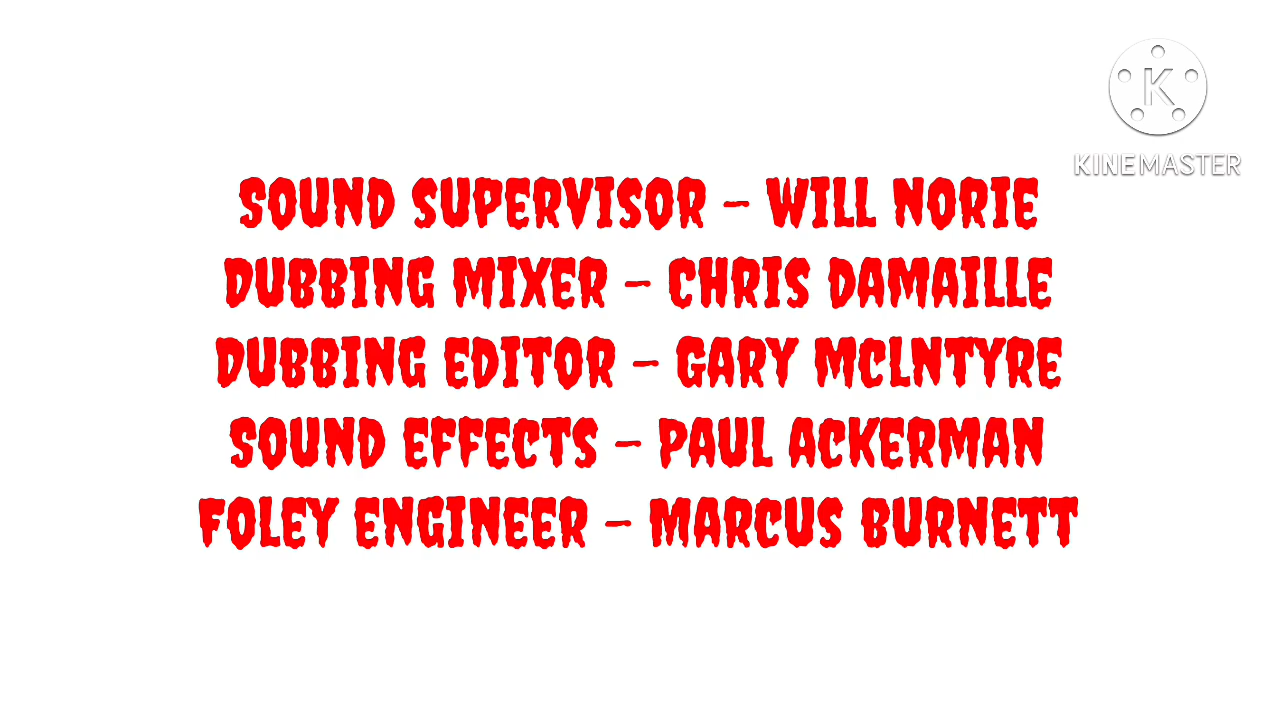 K
KINEMASTER
SOUND SUPERVISOR - WILL NORIE
DUBBING MIXER - CHRIS DAMAILLE
DUBBING EDITOR - GARY MCLNTYRE
SOUND EFFECTS - PAUL ACKERMAN
FOLEY ENGINEER - MARCUS BURNETT